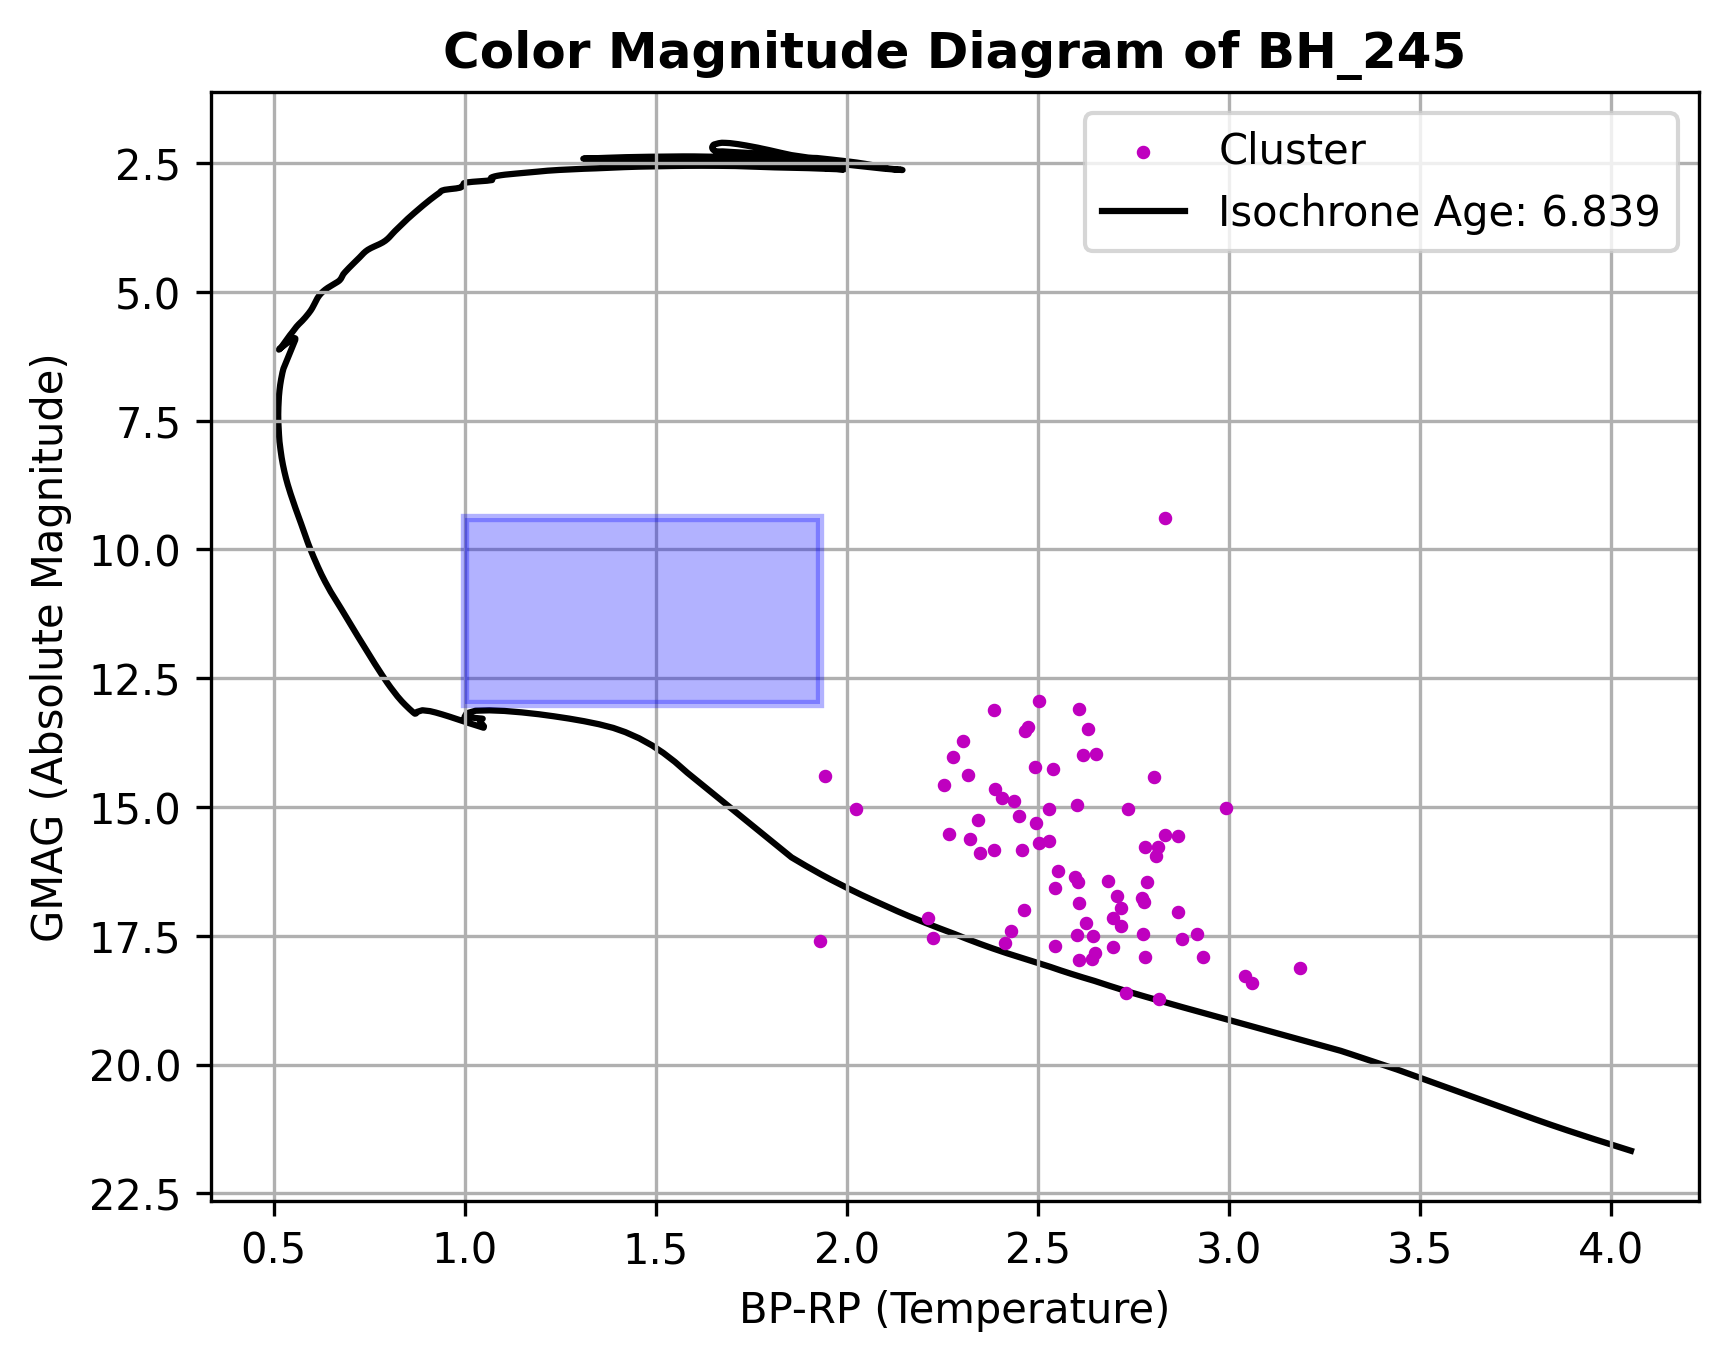 Color Magnitude Diagram of BH_245
Cluster
Isochrone Age: 6.839
GMAG (Absolute Magnitude)
2.5
5.0
7.5
10.0
12.5
15.0
17.5
20.0
22.5
0.5 1.0 1.5 2.0 2.5 3.0 3.5 4.0
BP-RP (Temperature)